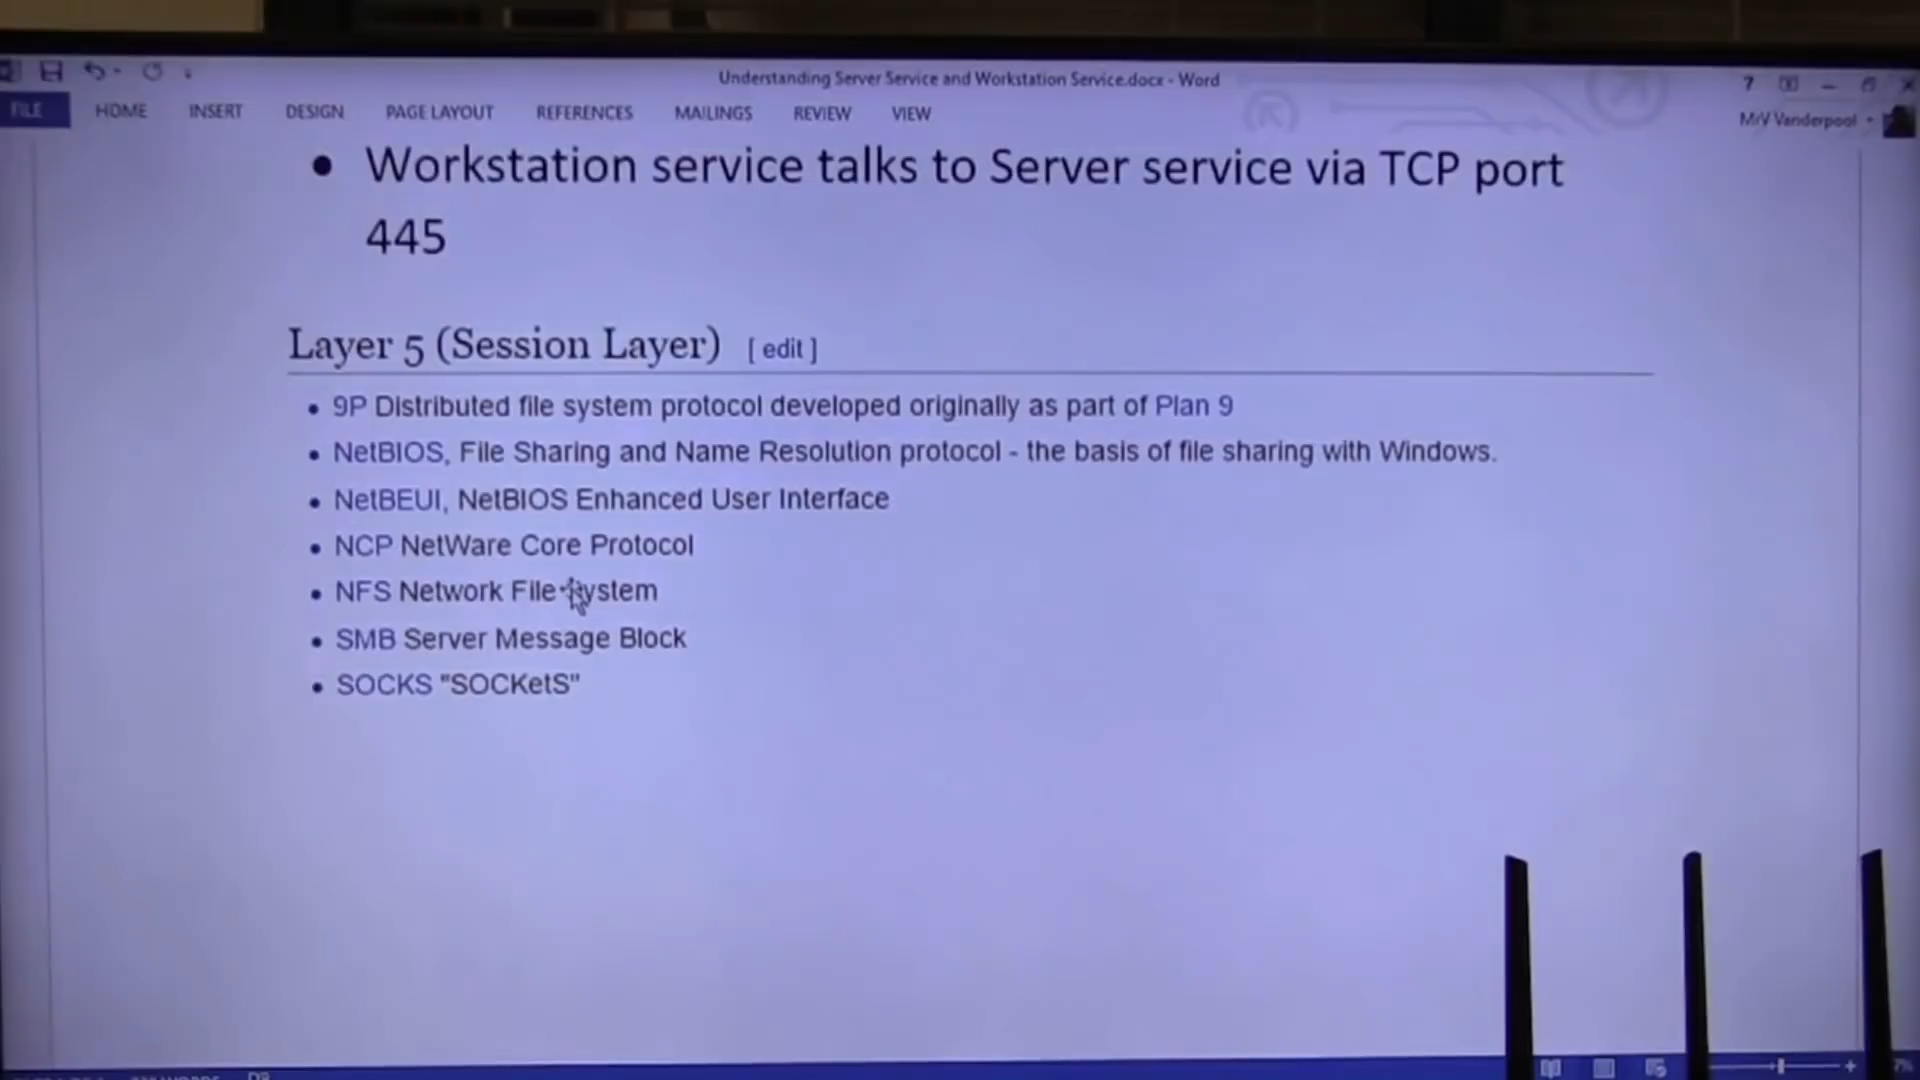 Understanding Server Service and Workstation Service.docx - Word
?
FILE HOME INSERT DESIGN PAGE LAYOUT REFERENCES MAILINGS REVIEW VIEW
MrV Vanderpool
• Workstation service talks to Server service via TCP port
445
Layer 5 (Session Layer) [ edit ]
• 9P Distributed file system protocol developed originally as part of Plan 9
• NetBIOS, File Sharing and Name Resolution protocol - the basis of file sharing with Windows.
• NetBEUI, NetBIOS Enhanced User Interface
• NCP NetWare Core Protocol
• NFS Network File System
• SMB Server Message Block
• SOCKS "SOCKetS"